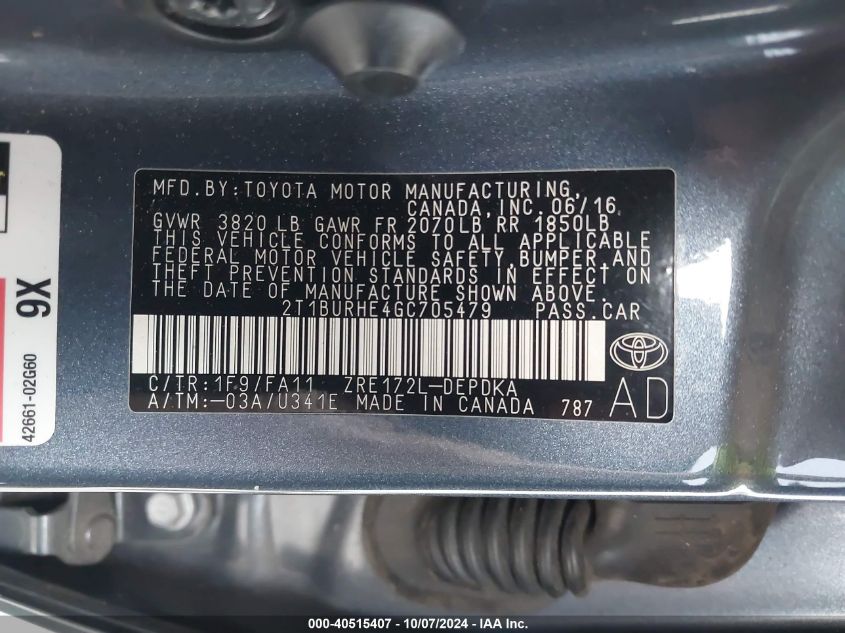 MFD. BY: TOYOTA MOTOR MANUFACTURING,
CANADA, INC. 06/16
GVWR 3820 LB GAWR FR 2070LB RR 1850LB
THIS VEHICLE CONFORMS TO ALL APPLICABLE
FEDERAL MOTOR VEHICLE SAFETY, BUMPER, AND
THEFT PREVENTION STANDARDS IN EFFECT ON
THE DATE OF MANUFACTURE SHOWN ABOVE.
2T1BURHE4GC705479 PASS.CAR
C/TR:1F9/FA11 ZRE172L-DEPDKA
A/TM:-03A/U341E MADE IN CANADA 787
AD
9X
42661-02G60
000-40515407 - 10/07/2024 - IAA Inc.